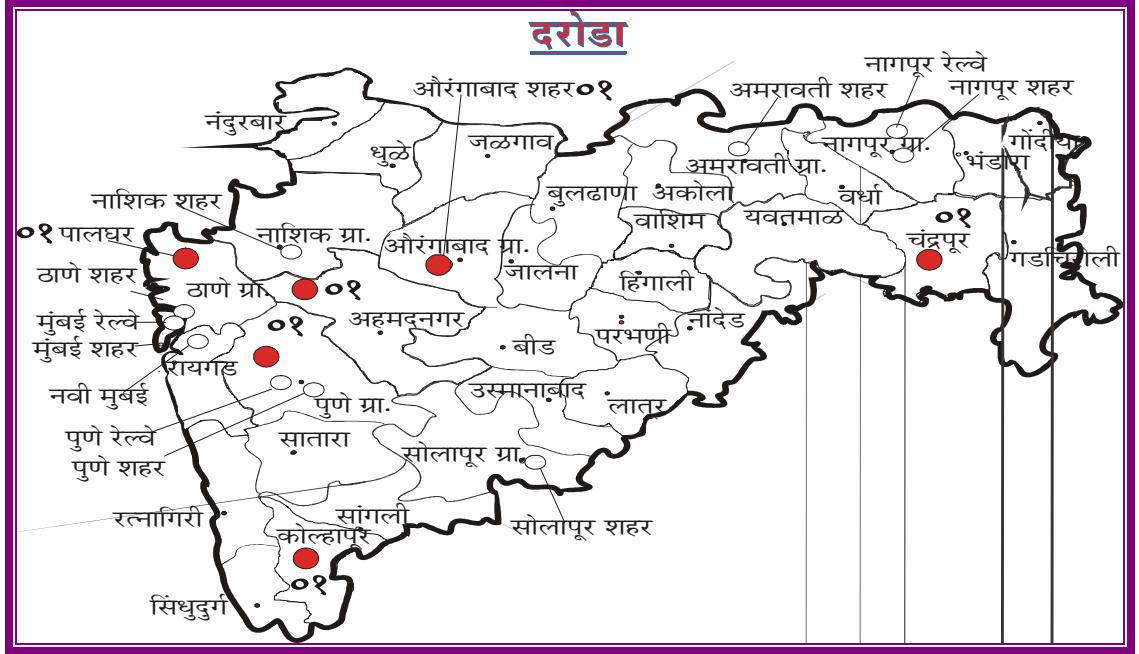 दरोडा
नागपूर रेल्वे
औरंगाबाद शहर०१
अमरावती शहर
नागपूर शहर
नंदुरबार
धुळे
जळगाव
नागपूर ग्रा.
गोंदीया
भंडारा
अमरावती ग्रा.
बुलढाणा
अकोला
वर्धा
नाशिक शहर
वाशिम
यवतमाळ
०१
०१ पालघर
नाशिक ग्रा.
औरंगाबाद ग्रा.
चंद्रपूर
गडचिरोली
ठाणे शहर
जालना
हिंगाली
ठाणे ग्रा.
०१
मुंबई रेल्वे
०१
अहमदनगर
नांदेड
परभणी
मुंबई शहर
बीड
रायगड
नवी मुबंई
उस्मानाबाद
पुणे ग्रा.
लातर
पुणे रेल्वे
सातारा
पुणे शहर
सोलापूर ग्रा.
रत्नागिरी
सांगली
सोलापूर शहर
कोल्हापूर
०१
सिंधुदुर्ग